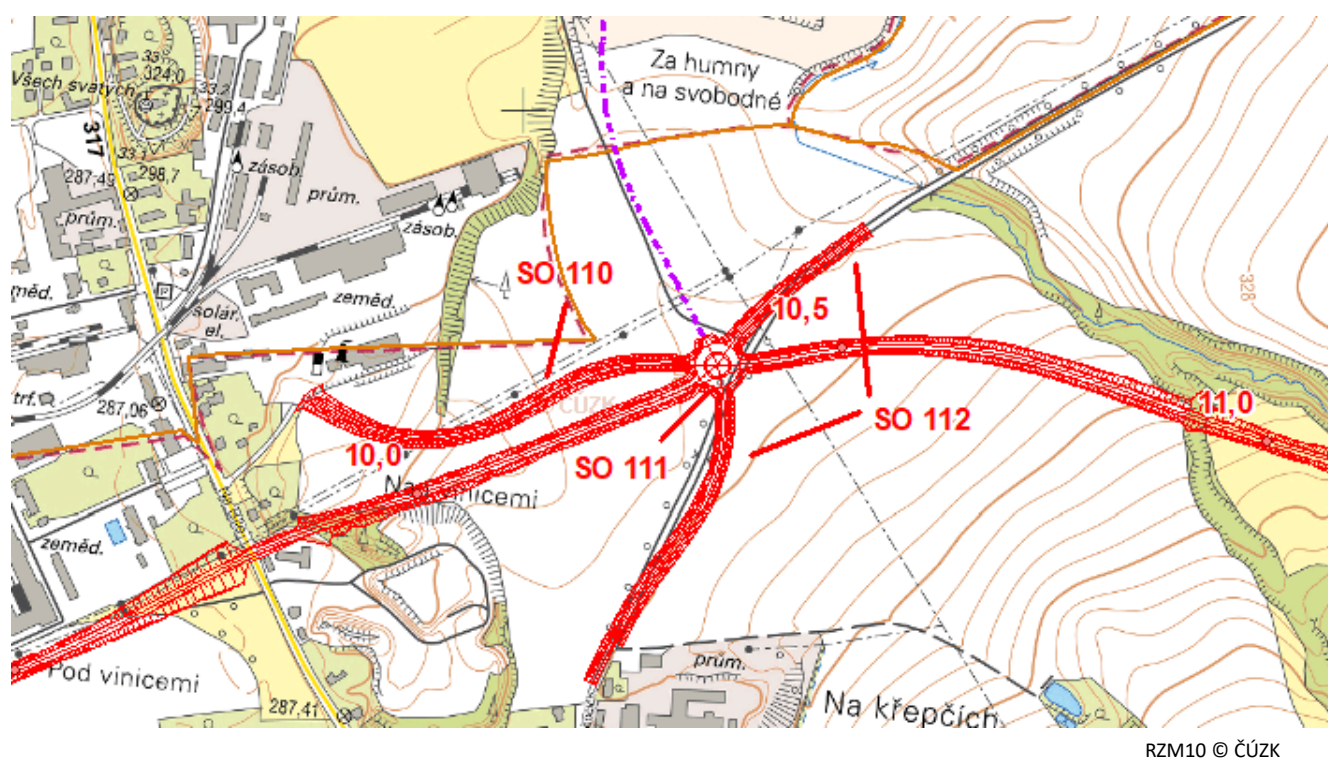 Za humny
a na svobodné
Všech svatých
324,0
299,4
317
287,49
298,7
zásob.
prům.
prům.
zásob.
SO 110
zeměd.
solár.
el.
10,5
328
trf.
287,06
ČÚZK
11,0
SO 112
10,0
SO 111
zeměd.
Pod vinicemi
287,41
prům.
Na křepčích
RZM10 © ČÚZK